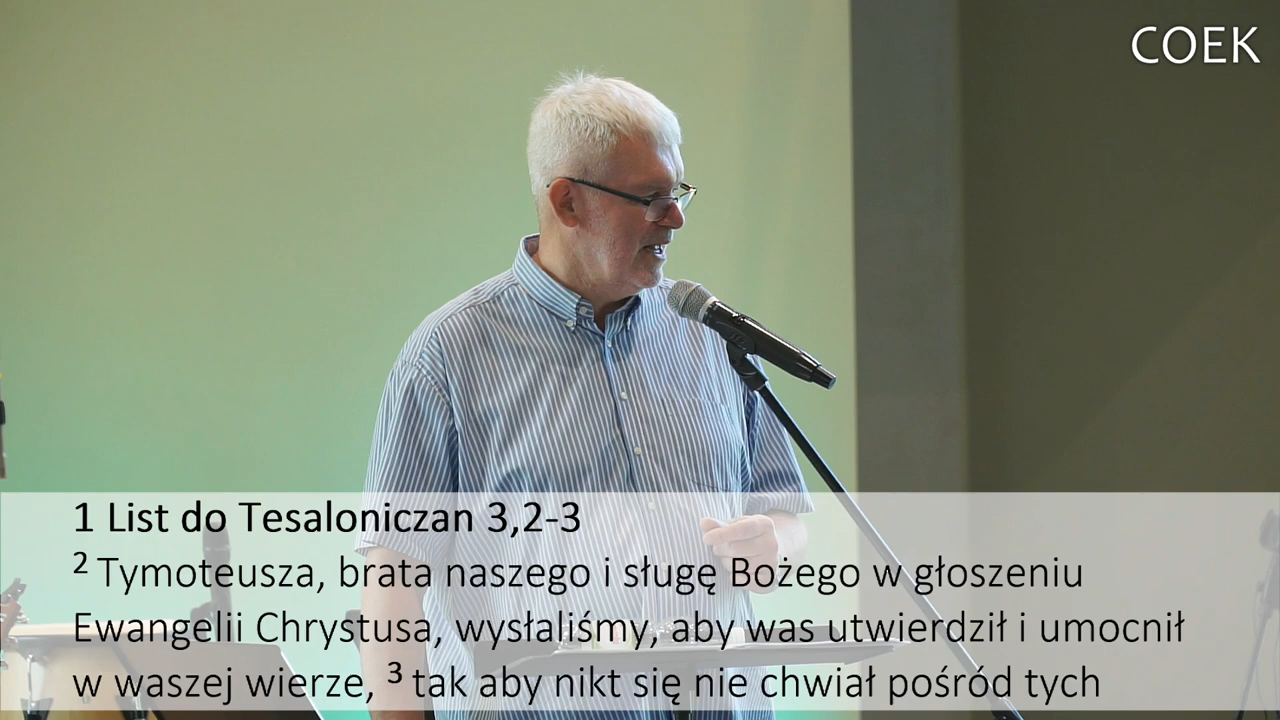 COEK
1 List do Tesaloniczan 3,2-3
² Tymoteusza, brata naszego i sługę Bożego w głoszeniu
Ewangelii Chrystusa, wysłaliśmy, aby was utwierdził i umocnił
w waszej wierze, ³ tak aby nikt się nie chwiał pośród tych